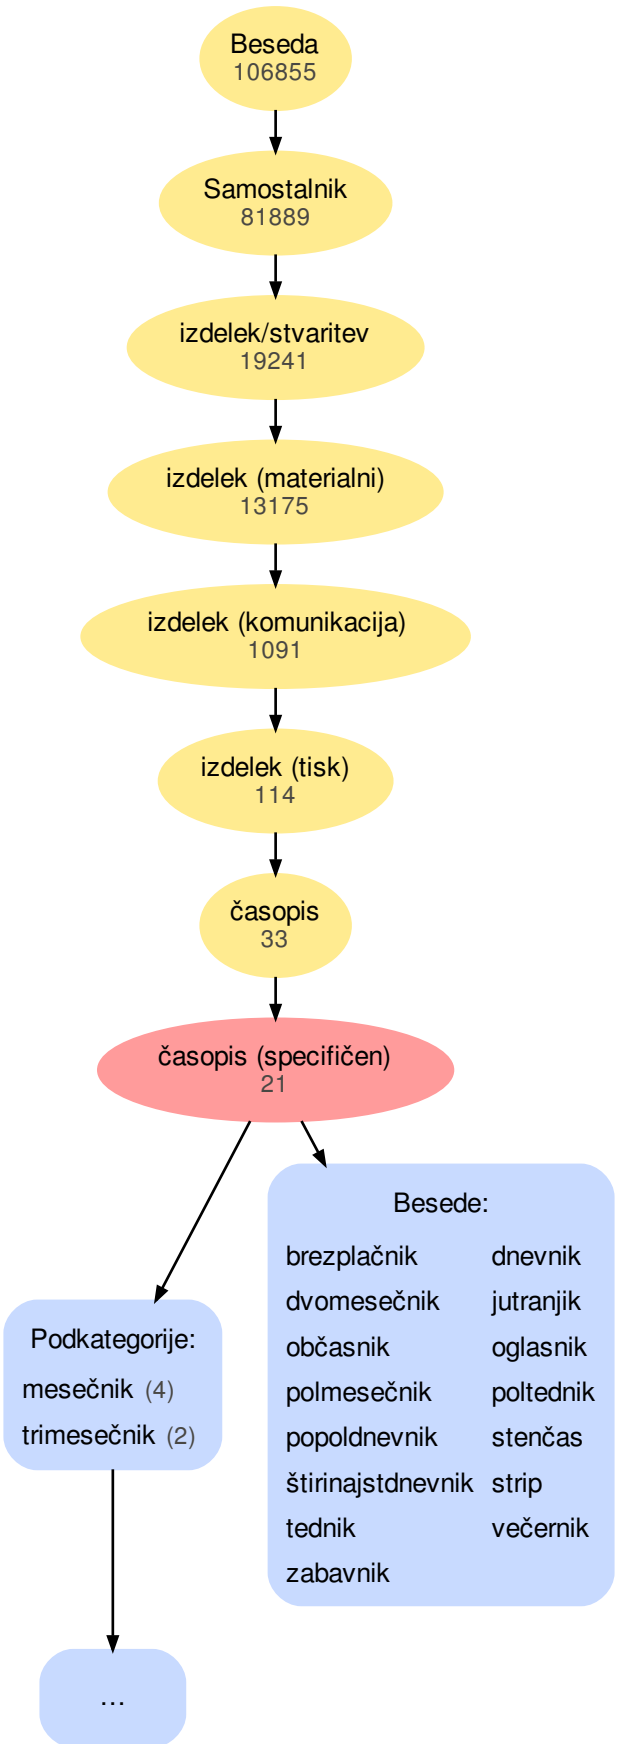 Beseda
106855
Samostalnik
81889
izdelek/stvaritev
19241
izdelek (materialni)
13175
izdelek (komunikacija)
1091
izdelek (tisk)
114
časopis
33
časopis (specifičen)
21
Besede:
brezplačnik dnevnik
dvomesečnik jutranjik
občasnik oglasnik
polmesečnik poltednik
popoldnevnik stenčas
štirinajstdnevnik strip
tednik večernik
zabavnik
Podkategorije:
mesečnik (4)
trimesečnik (2)
...